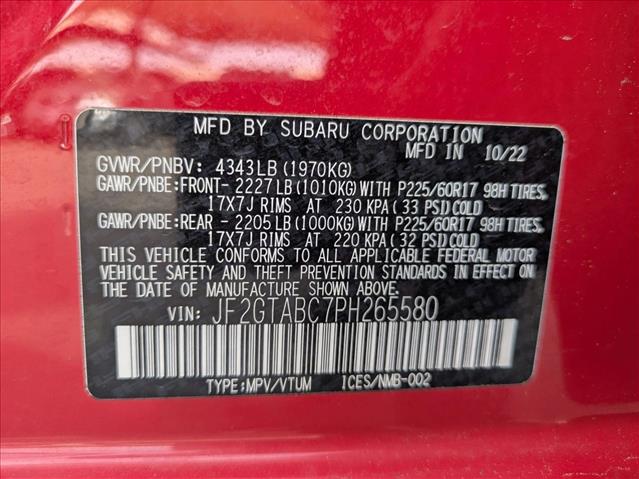 MFD BY SUBARU CORPORATION
MFD IN 10/22
GVWR/PNBV: 4343LB (1970KG)
GAWR/PNBE:FRONT- 2227 LB (1010KG) WITH P225/60R17 98H TIRES,
17X7J RIMS AT 230 KPA ( 33 PSI) COLD
GAWR/PNBE:REAR - 2205 LB (1000KG) WITH P225/60R17 98H TIRES,
17X7J RIMS AT 220 KPA ( 32 PSI) COLD
THIS VEHICLE CONFORMS TO ALL APPLICABLE FEDERAL MOTOR
VEHICLE SAFETY AND THEFT PREVENTION STANDARDS IN EFFECT ON
THE DATE OF MANUFACTURE SHOWN ABOVE.
VIN: JF2GTABC7PH265580
TYPE:MPV/VTUM ICES/NMB-002